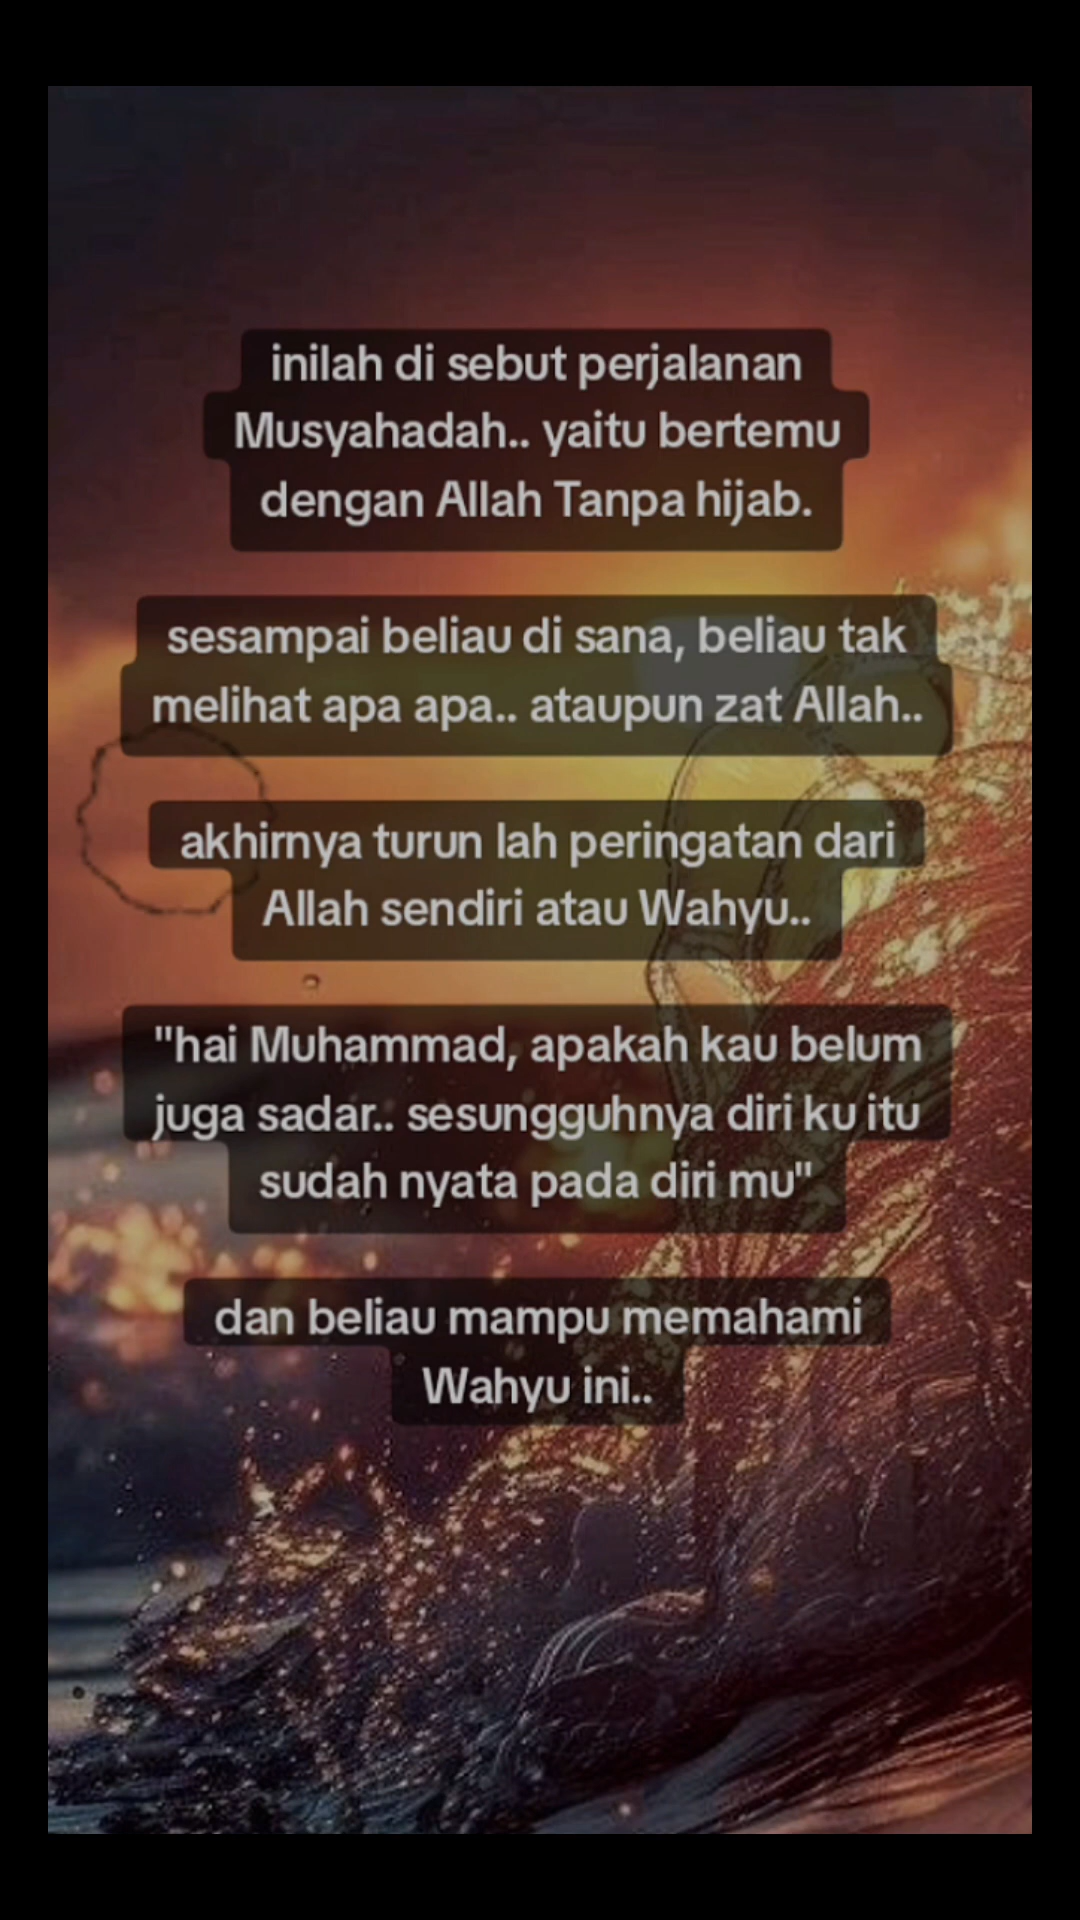 inilah di sebut perjalanan
Musyahadah.. yaitu bertemu
dengan Allah Tanpa hijab.
sesampai beliau di sana, beliau tak
melihat apa apa.. ataupun zat Allah..
akhirnya turun lah peringatan dari
Allah sendiri atau Wahyu..
"hai Muhammad, apakah kau belum
juga sadar.. sesungguhnya diri ku itu
sudah nyata pada diri mu"
dan beliau mampu memahami
Wahyu ini..